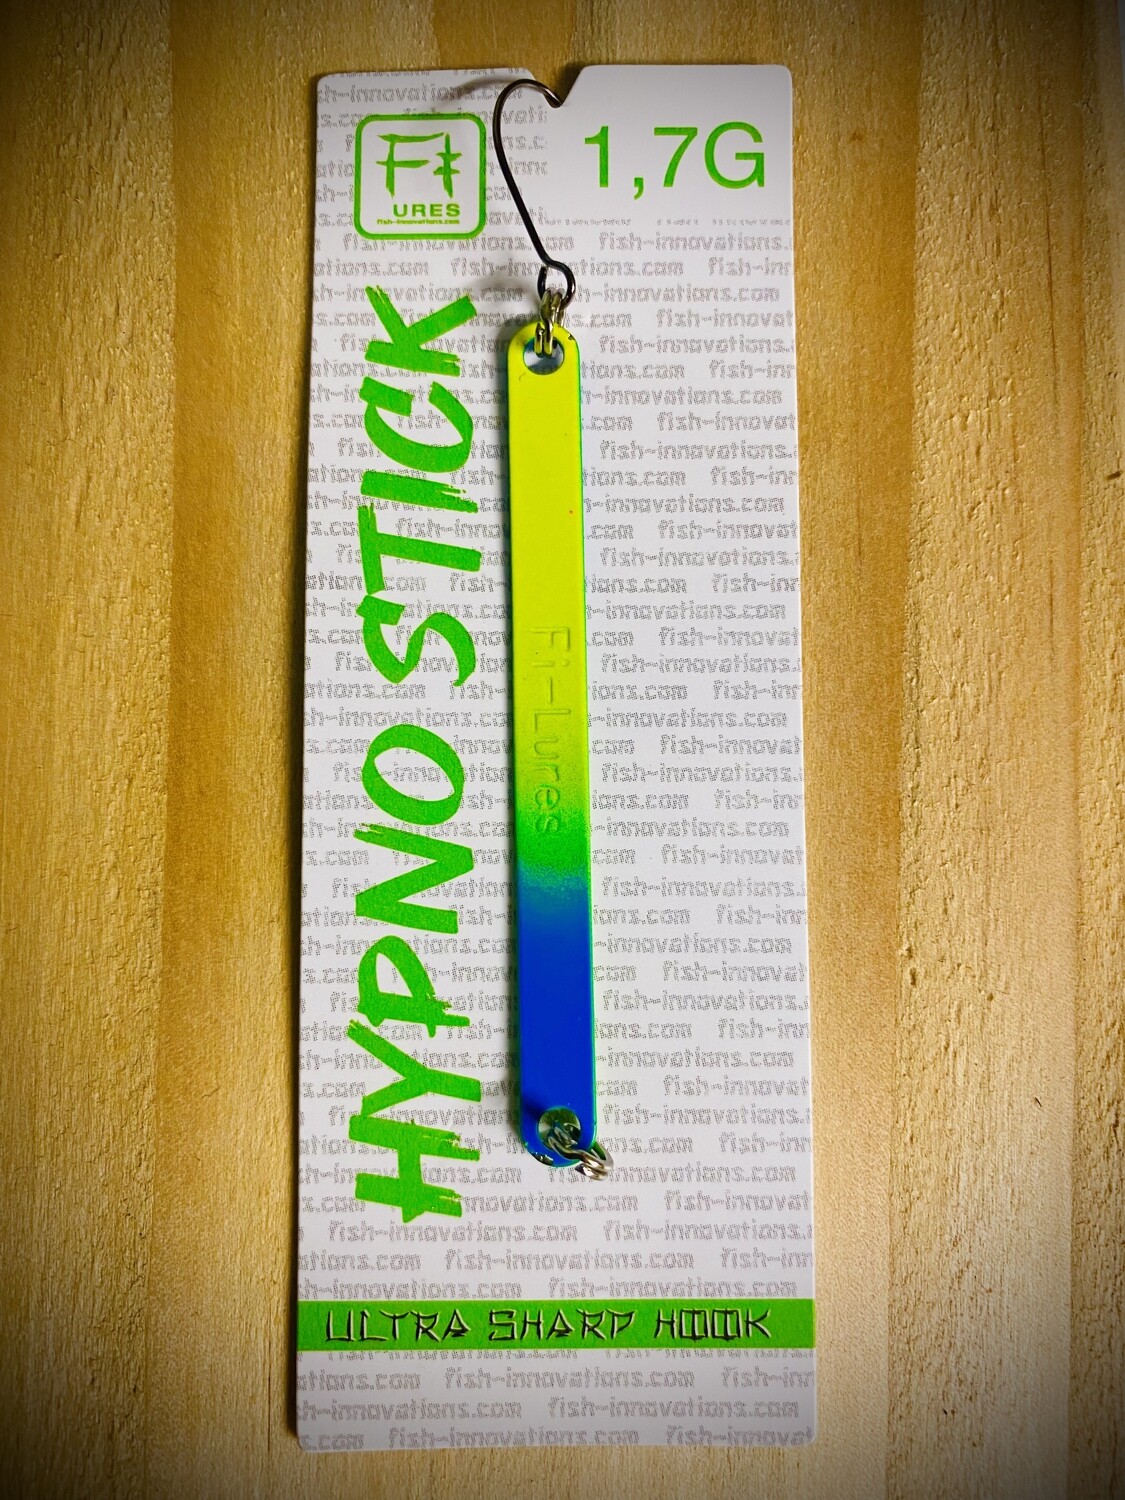 Fi
URES
fish-innovations.com
1,7G
HYPNO STICK
Fi-Lures
ULTRA SHARP HOOK
fish-innovations.com